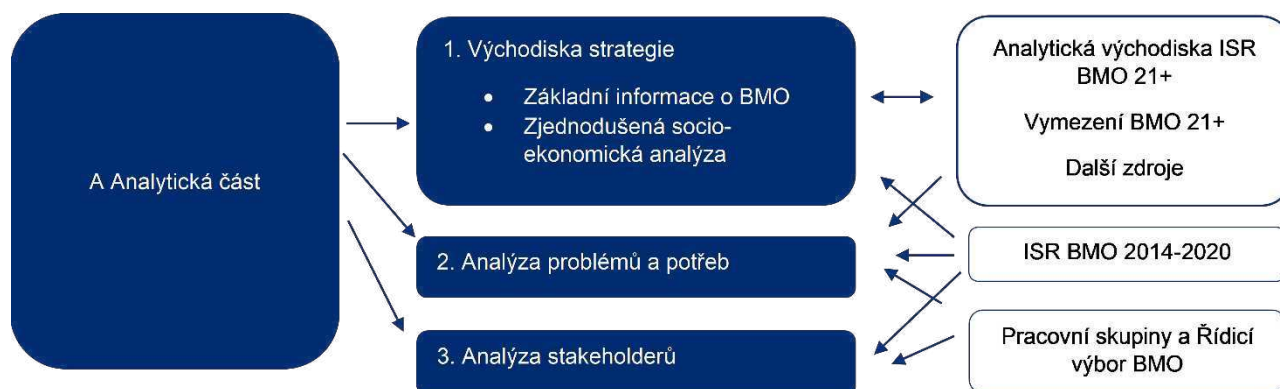 A Analytická část
1. Východiska strategie
• Základní informace o BMO
• Zjednodušená socio-
ekonomická analýza
2. Analýza problémů a potřeb
3. Analýza stakeholderů
Analytická východiska ISR
BMO 21+
Vymezení BMO 21+
Další zdroje
ISR BMO 2014-2020
Pracovní skupiny a Řídicí
výbor BMO